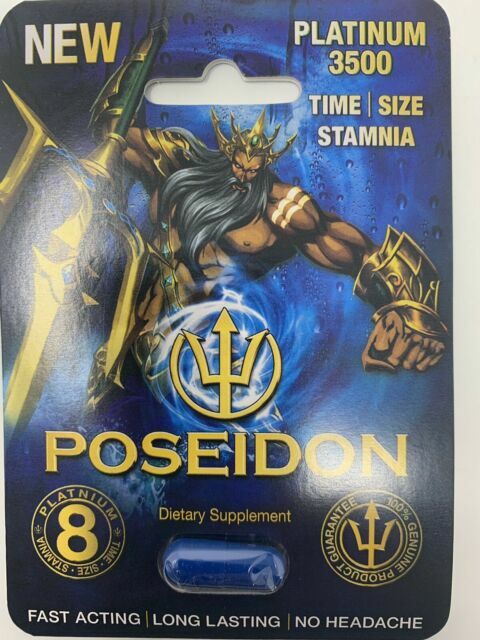 NEW
PLATINUM
3500
TIME | SIZE
STAMNIA
POSEIDON
Dietary Supplement
PLATNIUM
8
TIME · SIZE · STAMNIA
100% GENUINE PRODUCT GUARANTEE
FAST ACTING | LONG LASTING | NO HEADACHE